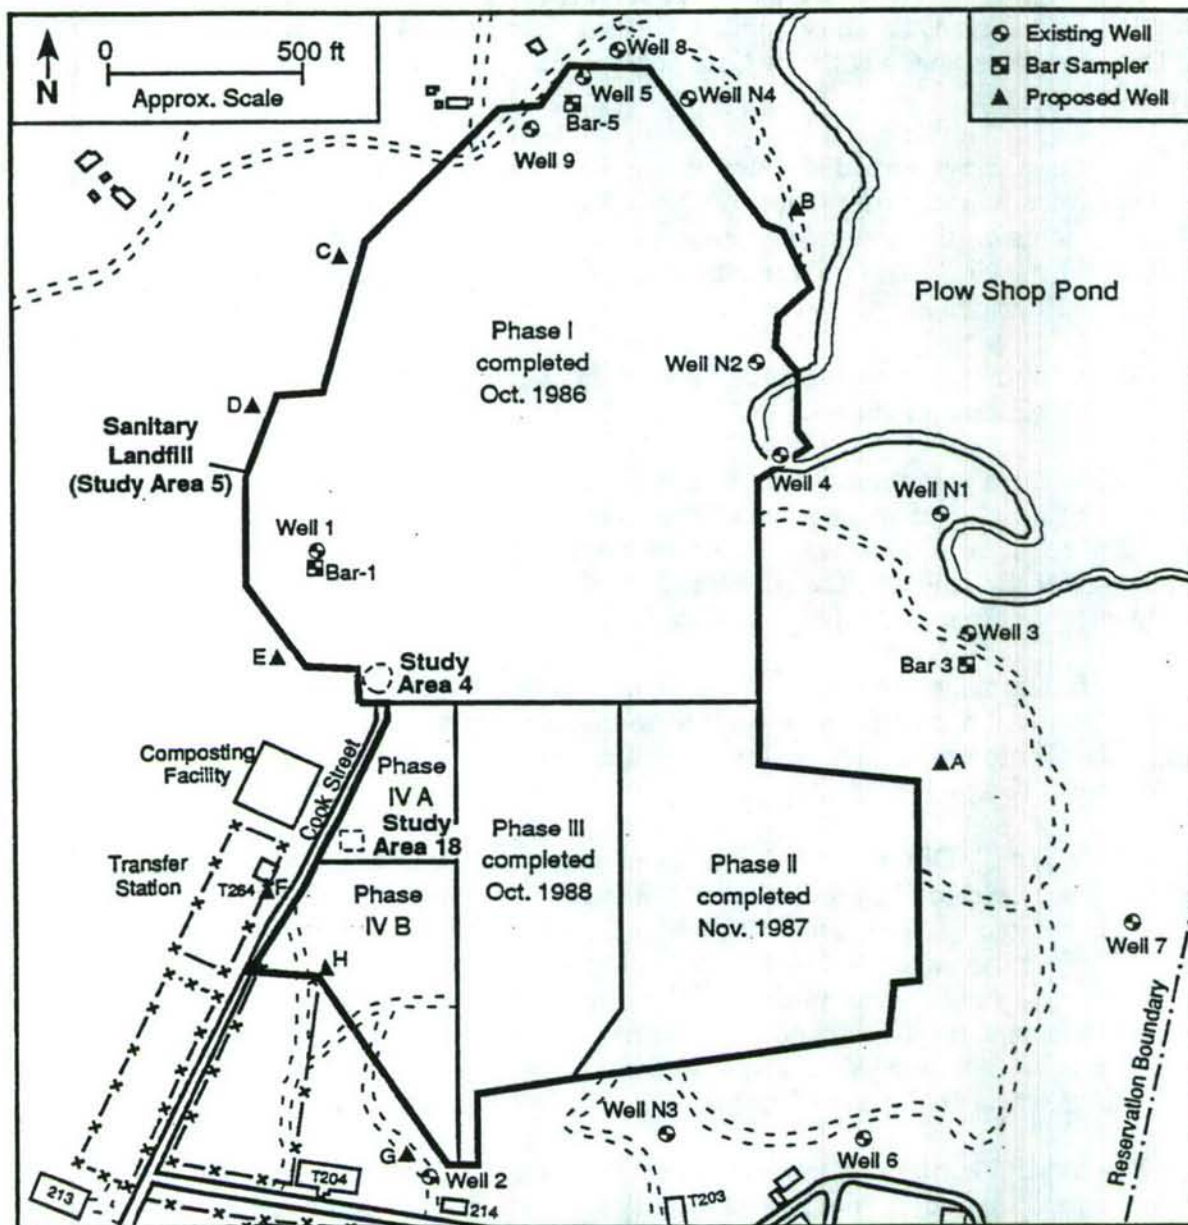 0 500 ft
N
Approx. Scale
Existing Well
Bar Sampler
Proposed Well
Well 8
Well 5
Well N4
Bar-5
Well 9
B
C
Plow Shop Pond
Phase I
completed
Oct. 1986
Well N2
D
Sanitary
Landfill
(Study Area 5)
Well 4
Well N1
Well 1
Bar-1
Well 3
Bar 3
E
Study
Area 4
Composting
Facility
Cook Street
A
Phase
IV A
Study
Area 18
Phase III
completed
Oct. 1988
Phase II
completed
Nov. 1987
Transfer
Station
T264
F
Phase
IV B
Well 7
H
Reservation Boundary
Well N3
Well 6
G
Well 2
213
T204
214
T203